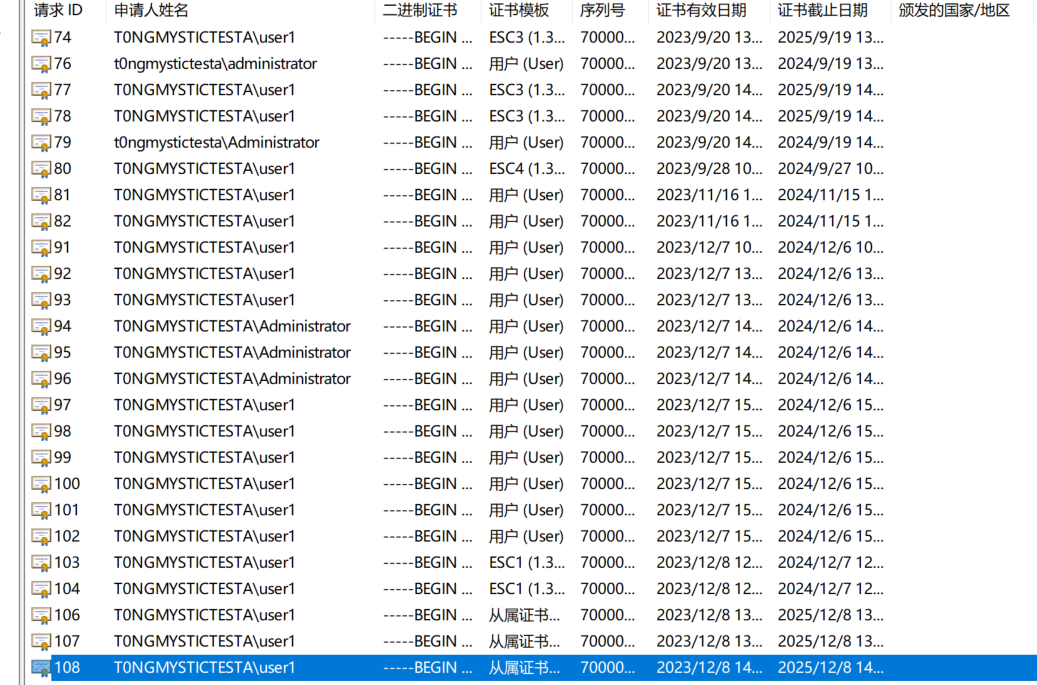 请求 ID 申请人姓名 二进制证书 证书模板 序列号 证书有效日期 证书截止日期 颁发的国家/地区
74 T0NGMYSTICTESTA\user1 -----BEGIN ... ESC3 (1.3... 70000... 2023/9/20 13... 2025/9/19 13...
76 t0ngmystictesta\administrator -----BEGIN ... 用户 (User) 70000... 2023/9/20 13... 2024/9/19 13...
77 T0NGMYSTICTESTA\user1 -----BEGIN ... ESC3 (1.3... 70000... 2023/9/20 14... 2025/9/19 14...
78 T0NGMYSTICTESTA\user1 -----BEGIN ... ESC3 (1.3... 70000... 2023/9/20 14... 2025/9/19 14...
79 t0ngmystictesta\Administrator -----BEGIN ... 用户 (User) 70000... 2023/9/20 14... 2024/9/19 14...
80 T0NGMYSTICTESTA\user1 -----BEGIN ... ESC4 (1.3... 70000... 2023/9/28 10... 2024/9/27 10...
81 T0NGMYSTICTESTA\user1 -----BEGIN ... 用户 (User) 70000... 2023/11/16 1... 2024/11/15 1...
82 T0NGMYSTICTESTA\user1 -----BEGIN ... 用户 (User) 70000... 2023/11/16 1... 2024/11/15 1...
91 T0NGMYSTICTESTA\user1 -----BEGIN ... 用户 (User) 70000... 2023/12/7 10... 2024/12/6 10...
92 T0NGMYSTICTESTA\user1 -----BEGIN ... 用户 (User) 70000... 2023/12/7 13... 2024/12/6 13...
93 T0NGMYSTICTESTA\user1 -----BEGIN ... 用户 (User) 70000... 2023/12/7 13... 2024/12/6 13...
94 T0NGMYSTICTESTA\Administrator -----BEGIN ... 用户 (User) 70000... 2023/12/7 14... 2024/12/6 14...
95 T0NGMYSTICTESTA\Administrator -----BEGIN ... 用户 (User) 70000... 2023/12/7 14... 2024/12/6 14...
96 T0NGMYSTICTESTA\Administrator -----BEGIN ... 用户 (User) 70000... 2023/12/7 14... 2024/12/6 14...
97 T0NGMYSTICTESTA\user1 -----BEGIN ... 用户 (User) 70000... 2023/12/7 15... 2024/12/6 15...
98 T0NGMYSTICTESTA\user1 -----BEGIN ... 用户 (User) 70000... 2023/12/7 15... 2024/12/6 15...
99 T0NGMYSTICTESTA\user1 -----BEGIN ... 用户 (User) 70000... 2023/12/7 15... 2024/12/6 15...
100 T0NGMYSTICTESTA\user1 -----BEGIN ... 用户 (User) 70000... 2023/12/7 15... 2024/12/6 15...
101 T0NGMYSTICTESTA\user1 -----BEGIN ... 用户 (User) 70000... 2023/12/7 15... 2024/12/6 15...
102 T0NGMYSTICTESTA\user1 -----BEGIN ... 用户 (User) 70000... 2023/12/7 15... 2024/12/6 15...
103 T0NGMYSTICTESTA\user1 -----BEGIN ... ESC1 (1.3... 70000... 2023/12/8 12... 2024/12/7 12...
104 T0NGMYSTICTESTA\user1 -----BEGIN ... ESC1 (1.3... 70000... 2023/12/8 12... 2024/12/7 12...
106 T0NGMYSTICTESTA\user1 -----BEGIN ... 从属证书... 70000... 2023/12/8 13... 2025/12/8 13...
107 T0NGMYSTICTESTA\user1 -----BEGIN ... 从属证书... 70000... 2023/12/8 13... 2025/12/8 13...
108 T0NGMYSTICTESTA\user1 -----BEGIN ... 从属证书... 70000... 2023/12/8 14... 2025/12/8 14...